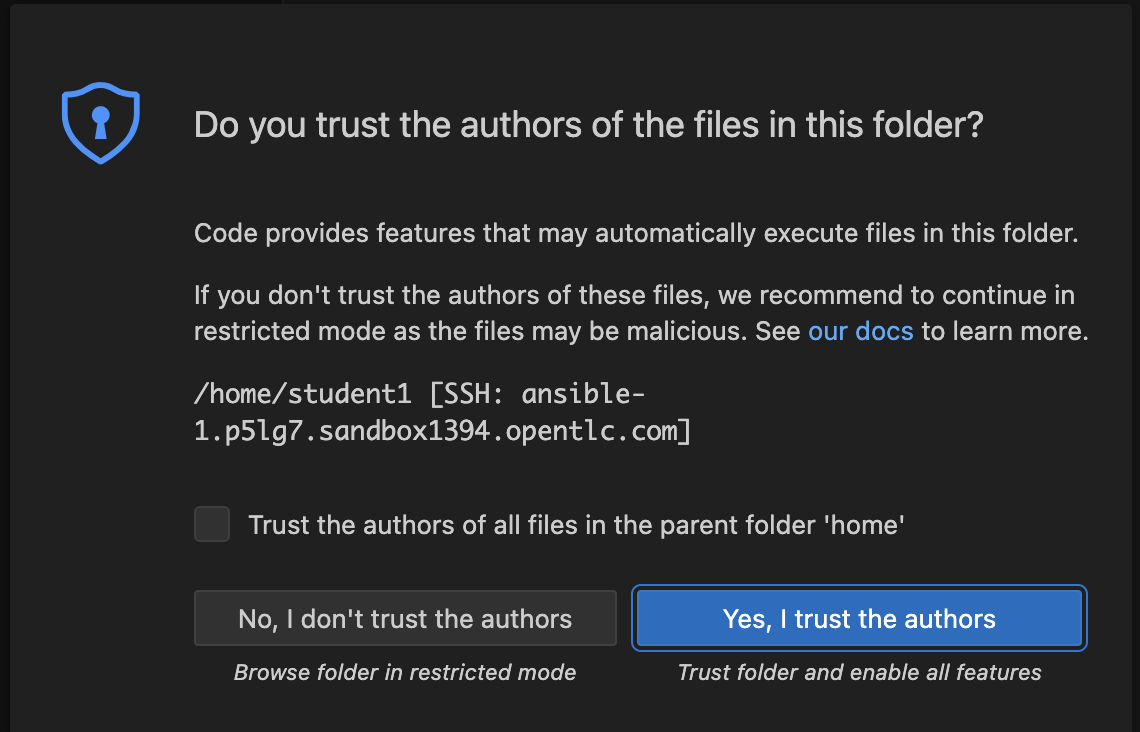 Do you trust the authors of the files in this folder?
Code provides features that may automatically execute files in this folder.
If you don't trust the authors of these files, we recommend to continue in
restricted mode as the files may be malicious. See our docs to learn more.
/home/student1 [SSH: ansible-
1.p5lg7.sandbox1394.opentlc.com]
Trust the authors of all files in the parent folder 'home'
No, I don't trust the authors
Yes, I trust the authors
Browse folder in restricted mode
Trust folder and enable all features